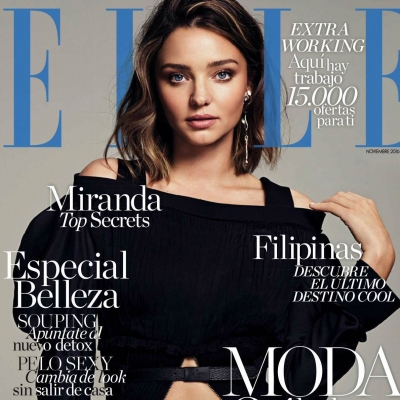 ELLE
EXTRA
WORKING
Aquí hay
trabajo
15.000
ofertas
para ti
NOVIEMBRE 2016
Miranda
Top Secrets
Filipinas
DESCUBRE
EL ÚLTIMO
DESTINO COOL
Especial
Belleza
SOUPING
Apúntate al
nuevo detox
PELO SEXY
Cambia de look
sin salir de casa
MODA